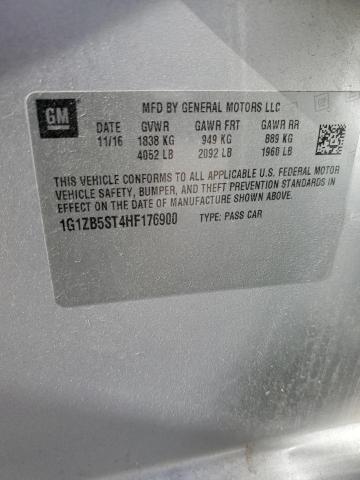 GM
MFD BY GENERAL MOTORS LLC
11/16 GVWR GAWR FRT GAWR RR
1838 KG 949 KG 889 KG
4052 LB 2092 LB 1960 LB
THIS VEHICLE CONFORMS TO ALL APPLICABLE U.S. FEDERAL MOTOR
VEHICLE SAFETY, BUMPER, AND THEFT PREVENTION STANDARDS IN
EFFECT ON THE DATE OF MANUFACTURE SHOWN ABOVE.
1G1ZB5ST4HF176900 TYPE: PASS CAR